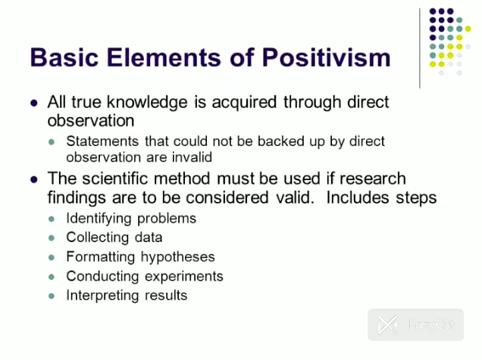 Basic Elements of Positivism
All true knowledge is acquired through direct
observation
Statements that could not be backed up by direct
observation are invalid
The scientific method must be used if research
findings are to be considered valid.  Includes steps
Identifying problems
Collecting data
Formatting hypotheses
Conducting experiments
Interpreting results